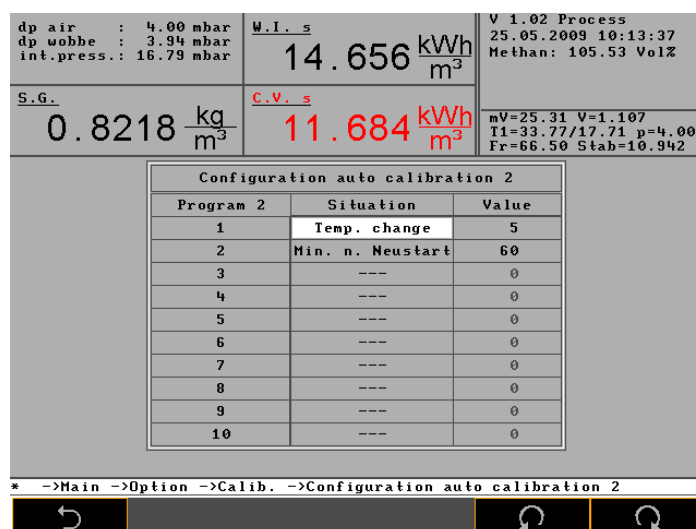 dp air : 4.00 mbar
dp wobbe : 3.94 mbar
int.press.: 16.79 mbar
W.I. s
14.656 kWh/m³
V 1.02 Process
25.05.2009 10:13:37
Methan: 105.53 Vol%
S.G.
0.8218 kg/m³
C.V. s
11.684 kWh/m³
mV=25.31 V=1.107
T1=33.77/17.71 p=4.00
Fr=66.50 Stab=10.942
Configuration auto calibration 2
Program 2 Situation Value
1 Temp. change 5
2 Min. n. Neustart 60
3 --- 0
4 --- 0
5 --- 0
6 --- 0
7 --- 0
8 --- 0
9 --- 0
10 --- 0
* ->Main ->Option ->Calib. ->Configuration auto calibration 2